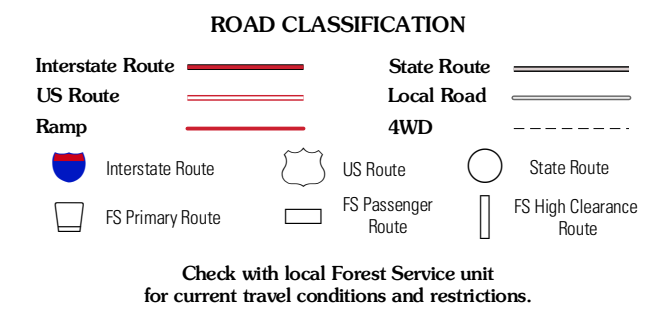 ROAD CLASSIFICATION
Interstate Route
State Route
US Route
Local Road
Ramp
4WD
Interstate Route
US Route
State Route
FS Primary Route
FS Passenger
Route
FS High Clearance
Route
Check with local Forest Service unit
for current travel conditions and restrictions.